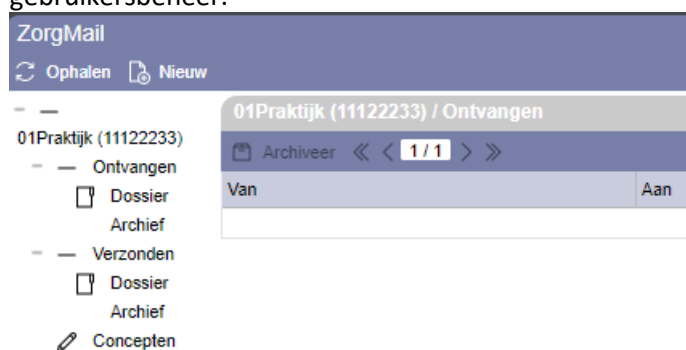 gebruikersbeheer.
ZorgMail
Ophalen Nieuw
01Praktijk (11122233) / Ontvangen
01Praktijk (11122233)
Archiveer 1 / 1
Ontvangen
Van Aan
Dossier
Archief
Verzonden
Dossier
Archief
Concepten